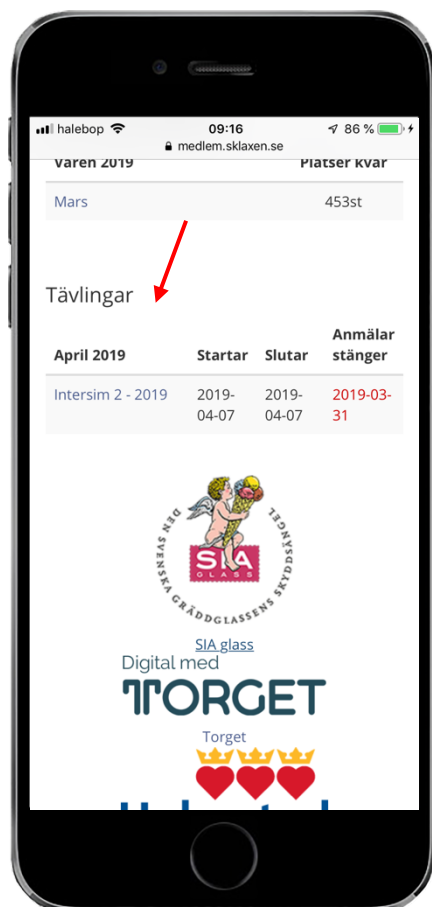 halebop 09:16 86 %
medlem.sklaxen.se
Våren 2019 Platser kvar
Mars 453st
Tävlingar
April 2019 Startar Slutar Anmälar stänger
Intersim 2 - 2019 2019-04-07 2019-04-07 2019-03-31
DEN SVENSKA GRÄDDGLASSENS SKYDDSÄNGEL
SIA
GLASS
SIA glass
Digital med
TORGET
Torget